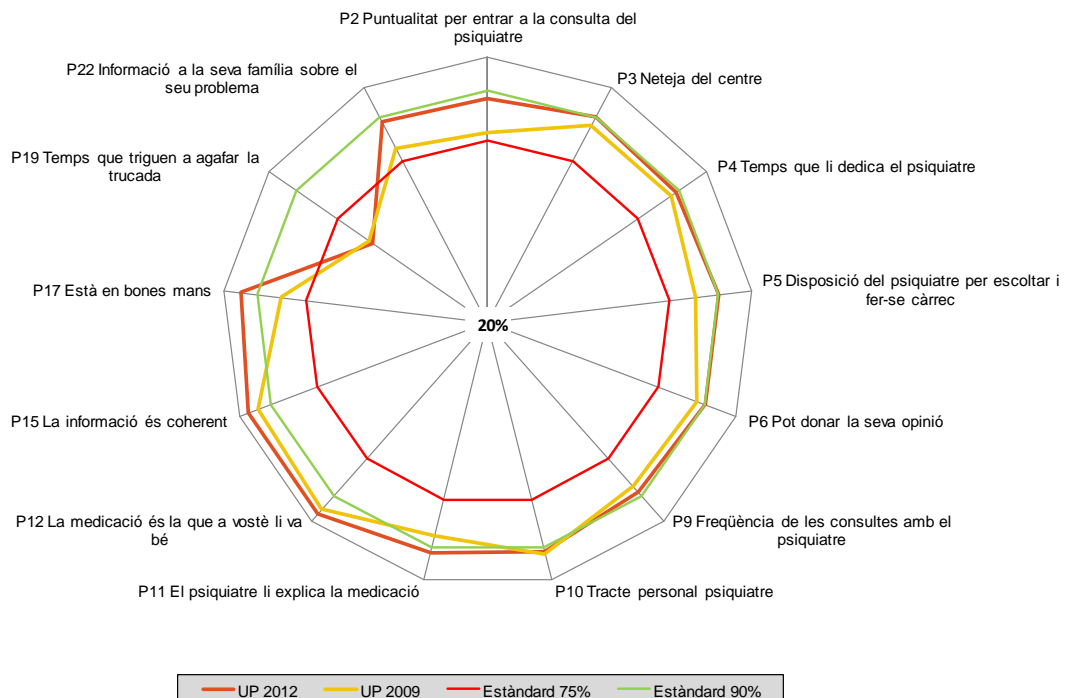 P2 Puntualitat per entrar a la consulta del
psiquiatre
P3 Neteja del centre
P4 Temps que li dedica el psiquiatre
P5 Disposició del psiquiatre per escoltar i
fer-se càrrec
P6 Pot donar la seva opinió
P9 Freqüència de les consultes amb el
psiquiatre
P10 Tracte personal psiquiatre
P11 El psiquiatre li explica la medicació
P12 La medicació és la que a vostè li va
bé
P15 La informació és coherent
P17 Està en bones mans
P19 Temps que triguen a agafar la
trucada
P22 Informació a la seva família sobre el
seu problema
20%
UP 2012 UP 2009 Estàndard 75% Estàndard 90%